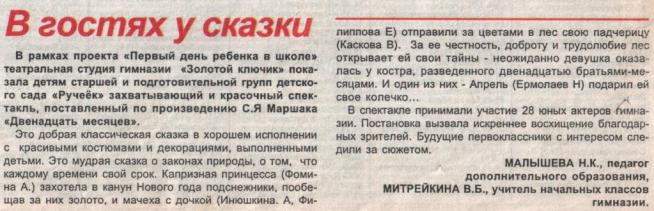 В гостях у сказки
В рамках проекта «Первый день ребенка в школе»
театральная студия гимназии «Золотой ключик» пока-
зала детям старшей и подготовительной групп детско-
го сада «Ручеёк» захватывающий и красочный спек-
такль, поставленный по произведению С.Я Маршака
«Двенадцать месяцев».
Это добрая классическая сказка в хорошем исполнении
с красивыми костюмами и декорациями, выполненными
детьми. Это мудрая сказка о законах природы, о том, что
каждому времени свой срок. Капризная принцесса (Фоми-
на А.) захотела в канун Нового года подснежники, пообе-
щав за них золото, и мачеха с дочкой (Инюшкина. А, Фи-
липпова Е) отправили за цветами в лес свою падчерицу
(Каскова В). За ее честность, доброту и трудолюбие лес
открывает ей свои тайны - неожиданно девушка оказа-
лась у костра, разведенного двенадцатью братьями-ме-
сяцами. И один из них - Апрель (Ермолаев Н) подарил ей
свое колечко...
В спектакле принимали участие 28 юных актеров гимна-
зии. Постановка вызвала искреннее восхищение благодар-
ных зрителей. Будущие первоклассники с интересом сле-
дили за сюжетом.
МАЛЫШЕВА Н.К., педагог
дополнительного образования,
МИТРЕЙКИНА В.Б., учитель начальных классов
гимназии.